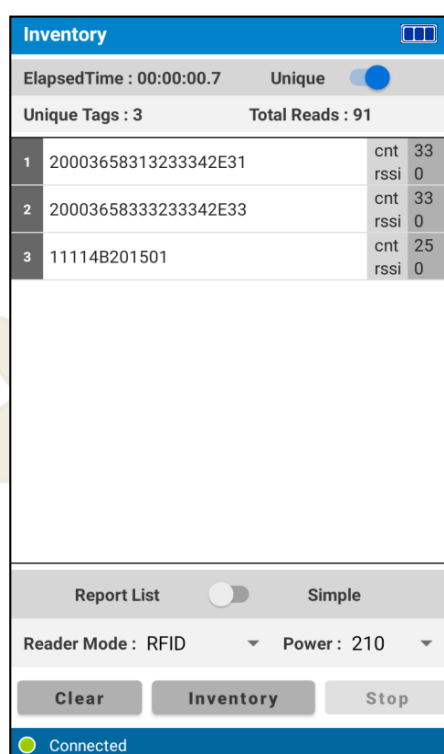 Inventory
ElapsedTime : 00:00:00.7 Unique
Unique Tags : 3 Total Reads : 91
1 20003658313233342E31 cnt 33
rssi 0
2 20003658333233342E33 cnt 33
rssi 0
3 11114B201501 cnt 25
rssi 0
Report List Simple
Reader Mode : RFID Power : 210
Clear Inventory Stop
Connected